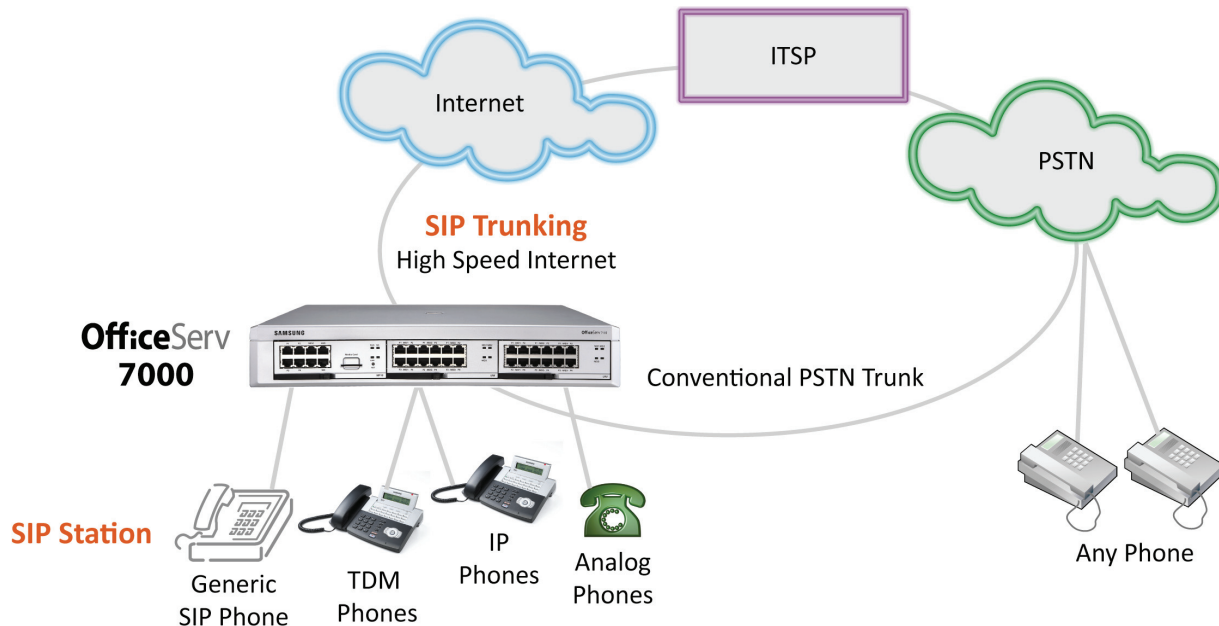 ITSP
Internet
PSTN
SIP Trunking
High Speed Internet
OfficeServ
7000
SAMSUNG
Conventional PSTN Trunk
SIP Station
Generic
SIP Phone
TDM
Phones
IP
Phones
Analog
Phones
Any Phone